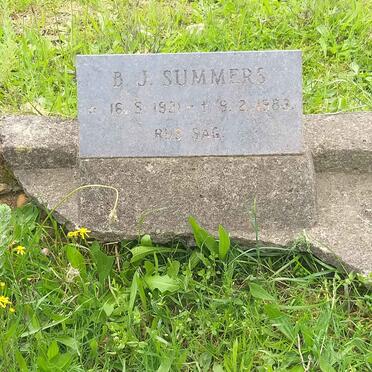 B. J. SUMMERS
* 16. 8. 1921 - † 9. 2. 1983.
RUS SAG.